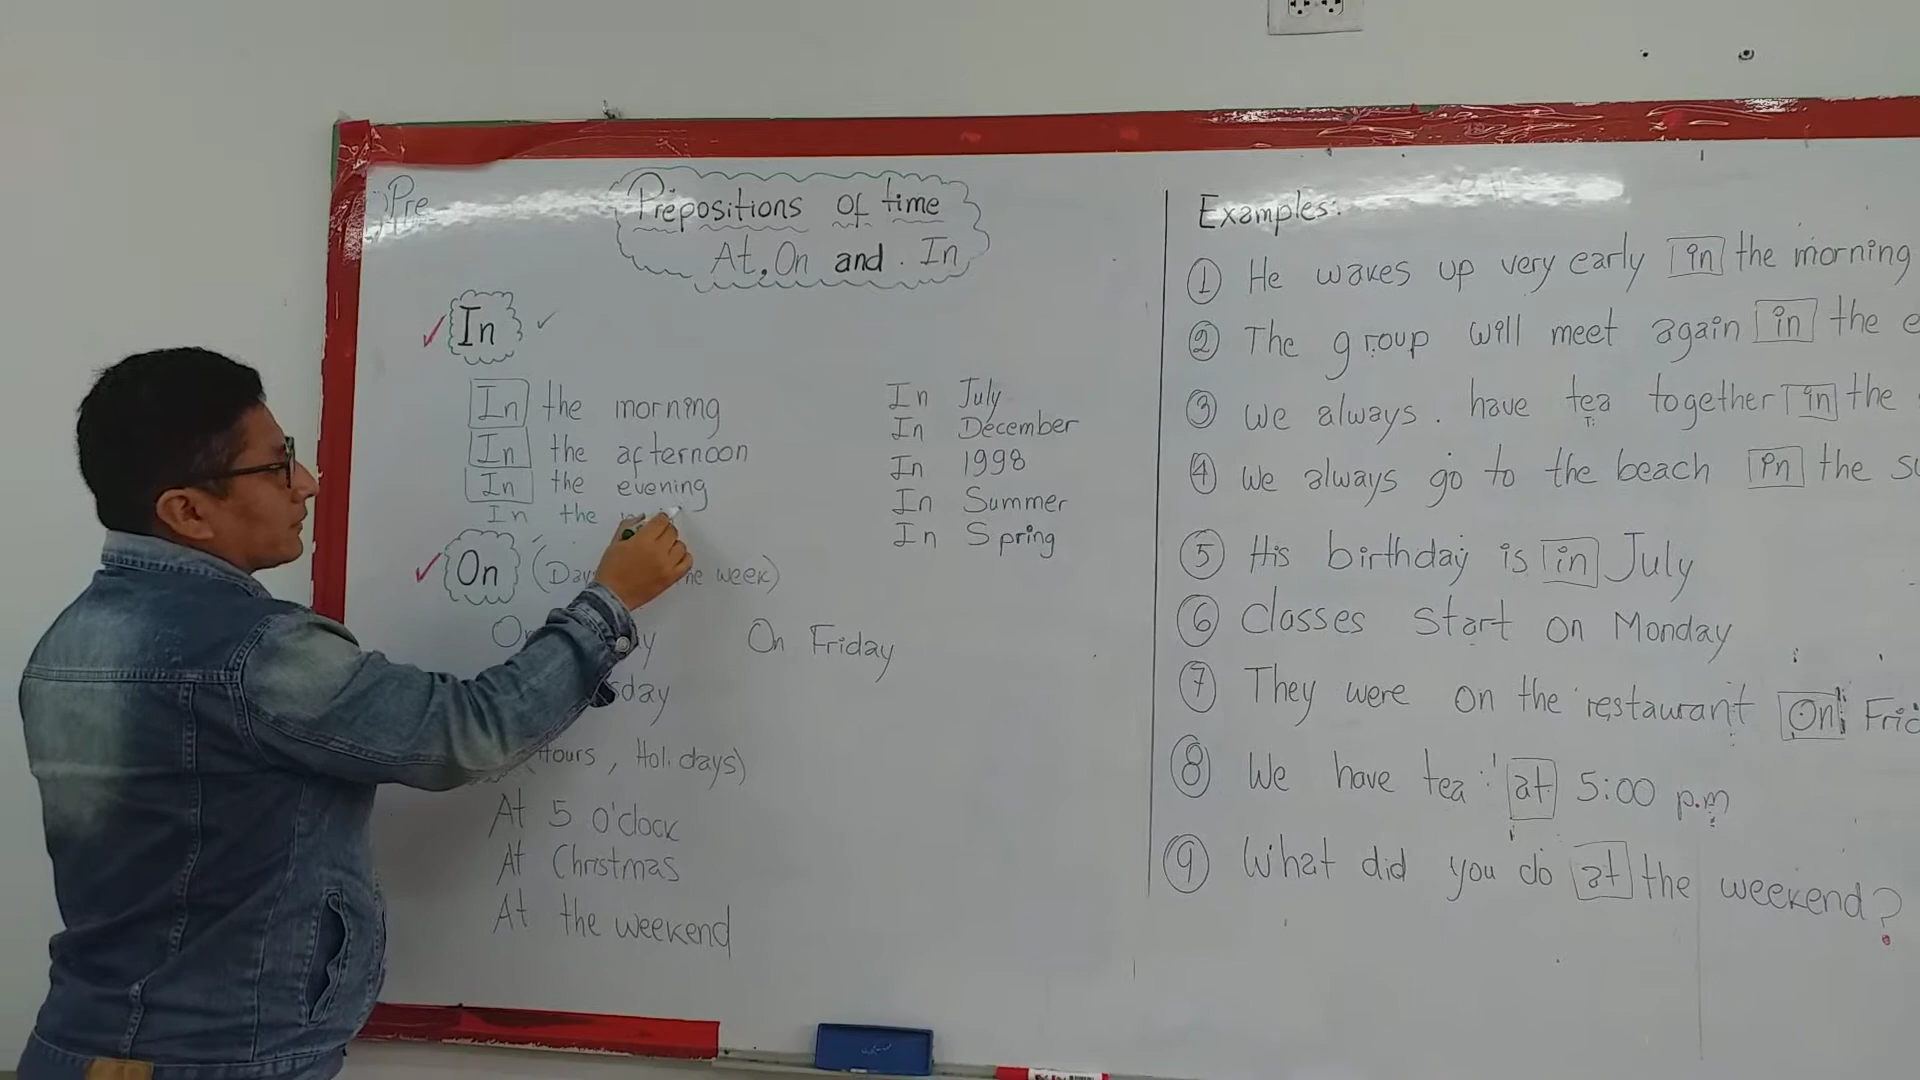 Pre
Prepositions of time
At, On and . In
In
In the morning
In the afternoon
In the evening
In the
In July
In December
In 1998
In Summer
In Spring
On (Days the week)
On Friday
(Hours, Holidays)
At 5 O'clock
At Christmas
At the weekend
Examples:
1 He wakes up very early in the morning
2 The group will meet again in the
3 We always . have tea together in the
4 We always go to the beach in the
5 His birthday is in July
6 Classes start on Monday
7 They were on the restaurant On
8 We have tea at 5:00 p.m
9 What did you do at the weekend?